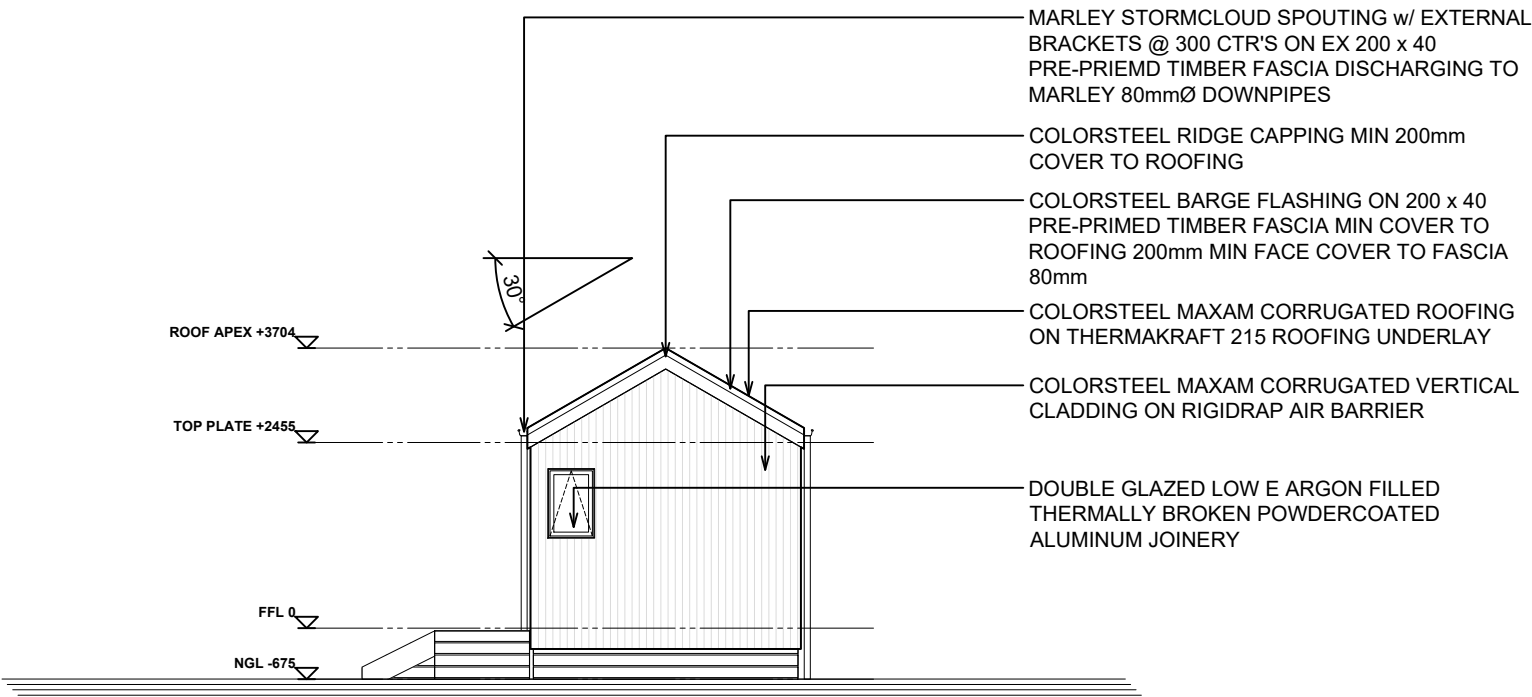 MARLEY STORMCLOUD SPOUTING w/ EXTERNAL
BRACKETS @ 300 CTR'S ON EX 200 x 40
PRE-PRIEMD TIMBER FASCIA DISCHARGING TO
MARLEY 80mmØ DOWNPIPES
COLORSTEEL RIDGE CAPPING MIN 200mm
COVER TO ROOFING
COLORSTEEL BARGE FLASHING ON 200 x 40
PRE-PRIMED TIMBER FASCIA MIN COVER TO
ROOFING 200mm MIN FACE COVER TO FASCIA
80mm
30°
COLORSTEEL MAXAM CORRUGATED ROOFING
ON THERMAKRAFT 215 ROOFING UNDERLAY
ROOF APEX +3704
COLORSTEEL MAXAM CORRUGATED VERTICAL
CLADDING ON RIGIDRAP AIR BARRIER
TOP PLATE +2455
DOUBLE GLAZED LOW E ARGON FILLED
THERMALLY BROKEN POWDERCOATED
ALUMINUM JOINERY
FFL 0
NGL -675